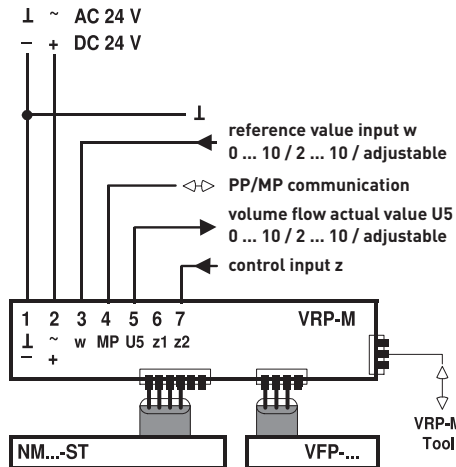 ⊥ ~ AC 24 V
– + DC 24 V
⊥
reference value input w
0 ... 10 / 2 ... 10 / adjustable
PP/MP communication
volume flow actual value U5
0 ... 10 / 2 ... 10 / adjustable
control input z
1 2 3 4 5 6 7 VRP-M
⊥ ~ w MP U5 z1 z2
– +
VRP-M
Tool
NM...-ST
VFP-...